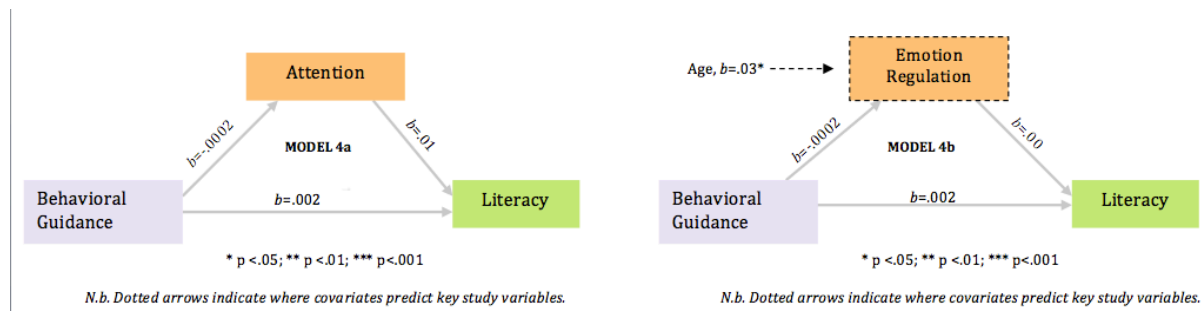 Attention
b=-.0002
b=.01
MODEL 4a
Behavioral
Guidance
b=.002
Literacy
* p <.05; ** p <.01; *** p<.001
N.b. Dotted arrows indicate where covariates predict key study variables.
Emotion
Regulation
Age, b=.03*
b=-.0002
b=.00
MODEL 4b
Behavioral
Guidance
b=.002
Literacy
* p <.05; ** p <.01; *** p<.001
N.b. Dotted arrows indicate where covariates predict key study variables.